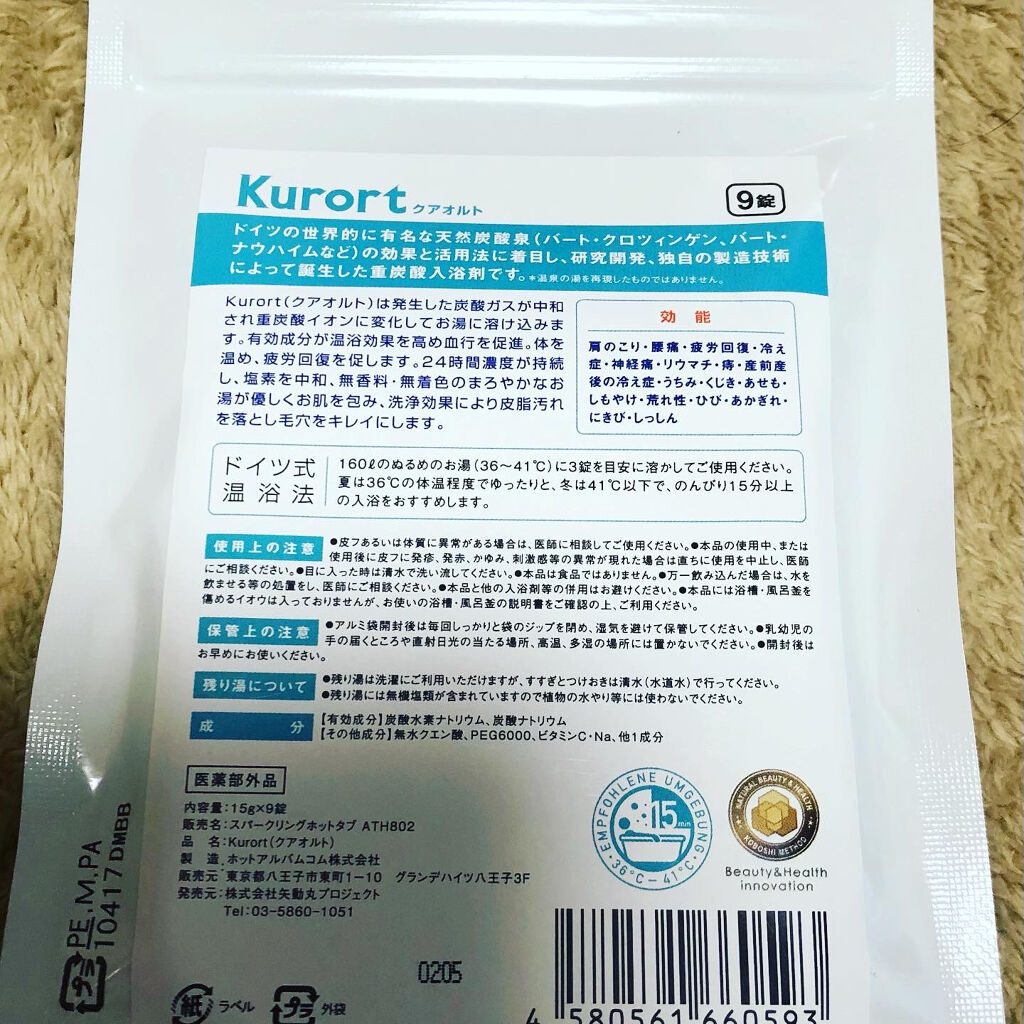 Kurort クアオルト
9錠
ドイツの世界的に有名な天然炭酸泉(バート・クロツィンゲン、バート・
ナウハイムなど)の効果と活用法に着目し、研究開発、独自の製造技術
によって誕生した重炭酸入浴剤です。※温泉の湯を再現したものではありません。
Kurort(クアオルト)は発生した炭酸ガスが中和
され重炭酸イオンに変化してお湯に溶け込みま
す。有効成分が温浴効果を高め血行を促進。体を
温め、疲労回復を促します。24時間濃度が持続
し、塩素を中和、無香料・無着色のまろやかなお
湯が優しくお肌を包み、洗浄効果により皮脂汚れ
を落とし毛穴をキレイにします。
効能
肩のこり・腰痛・疲労回復・冷え
症・神経痛・リウマチ・痔・産前産
後の冷え症・うちみ・くじき・あせも・
しもやけ・荒れ性・ひび・あかぎれ・
にきび・しっしん
ドイツ式
温浴法
160ℓのぬるめのお湯(36〜41℃)に3錠を目安に溶かしてご使用ください。
夏は36℃の体温程度でゆったりと、冬は41℃以下で、のんびり15分以上
の入浴をおすすめします。
使用上の注意 ●皮フあるいは体質に異常がある場合は、医師に相談してご使用ください。●本品の使用中、または
使用後に皮フに発疹、発赤、かゆみ、刺激感等の異常が現れた場合は直ちに使用を中止し、医師
にご相談ください。●目に入った時は清水で洗い流してください。●本品は食品ではありません。●万一飲み込んだ場合は、水を
飲ませる等の処置をし、医師にご相談ください。●本品と他の入浴剤等の併用はお避けください。●本品には浴槽・風呂釜を
傷めるイオウは入っておりませんが、お使いの浴槽・風呂釜の説明書をご確認の上、ご利用ください。
保管上の注意 ●アルミ袋開封後は毎回しっかりと袋のジップを閉め、湿気を避けて保管してください。●乳幼児の
手の届くところや直射日光の当たる場所、高温、多湿の場所には置かないでください。●開封後は
お早めにお使いください。
残り湯について ●残り湯は洗濯にご利用いただけますが、すすぎとつけおきは清水(水道水)で行ってください。
●残り湯には無機塩類が含まれていますので植物の水やり等には使わないでください。
成分 【有効成分】炭酸水素ナトリウム、炭酸ナトリウム
【その他成分】無水クエン酸、PEG6000、ビタミンC・Na、他1成分
医薬部外品
内容量:15g×9錠
販売名:スパークリングホットタブ ATH802
品 名:Kurort(クアオルト)
製 造:ホットアルバムコム株式会社
販売元:東京都八王子市東町1−10 グランデハイツ八王子3F
発売元:株式会社矢動丸プロジェクト
Tel:03-5860-1051
EMPFOHLENE UMGEBUNG
15min
36℃−41℃
NATURAL BEAUTY & HEALTH
KOBOSHI METHOD
Beauty&Health
innovation
0205
プラ
PE,M,PA
10417DMBB
紙 ラベル
プラ 外袋
4 580561 660593